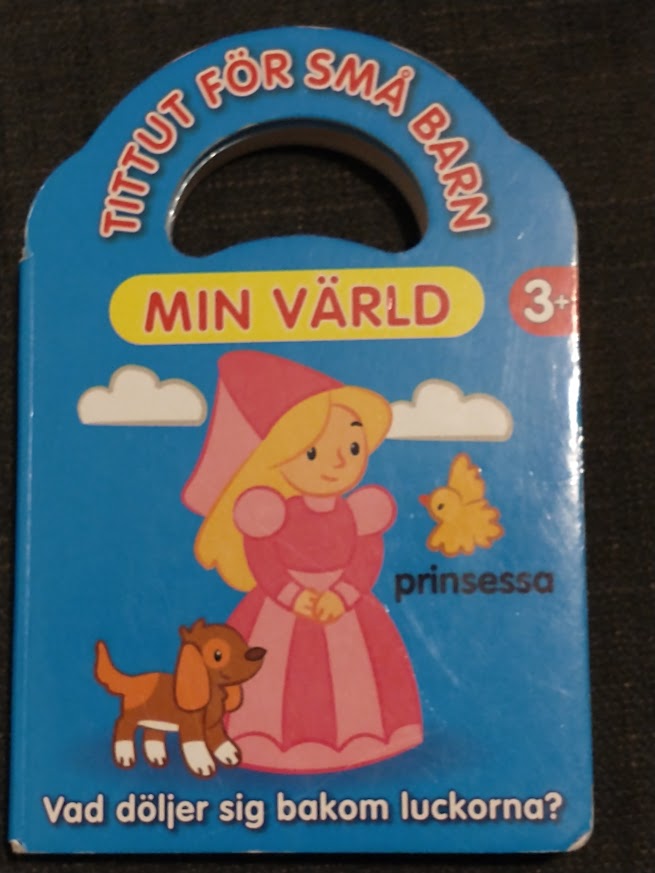 TITTUT FÖR SMÅ BARN
MIN VÄRLD
3+
prinsessa
Vad döljer sig bakom luckorna?